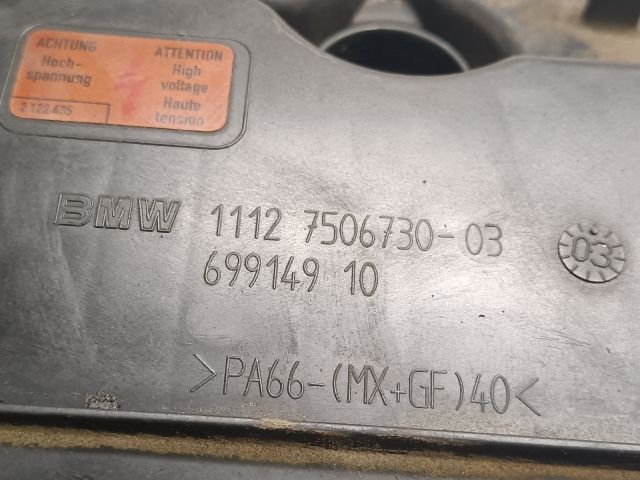 ACHTUNG
Hoch-
spannung
2 122 635
ATTENTION
High
voltage
Haute
tension
BMW 1112 7506730-03
699149 10
03
>PA66-(MX+GF)40<